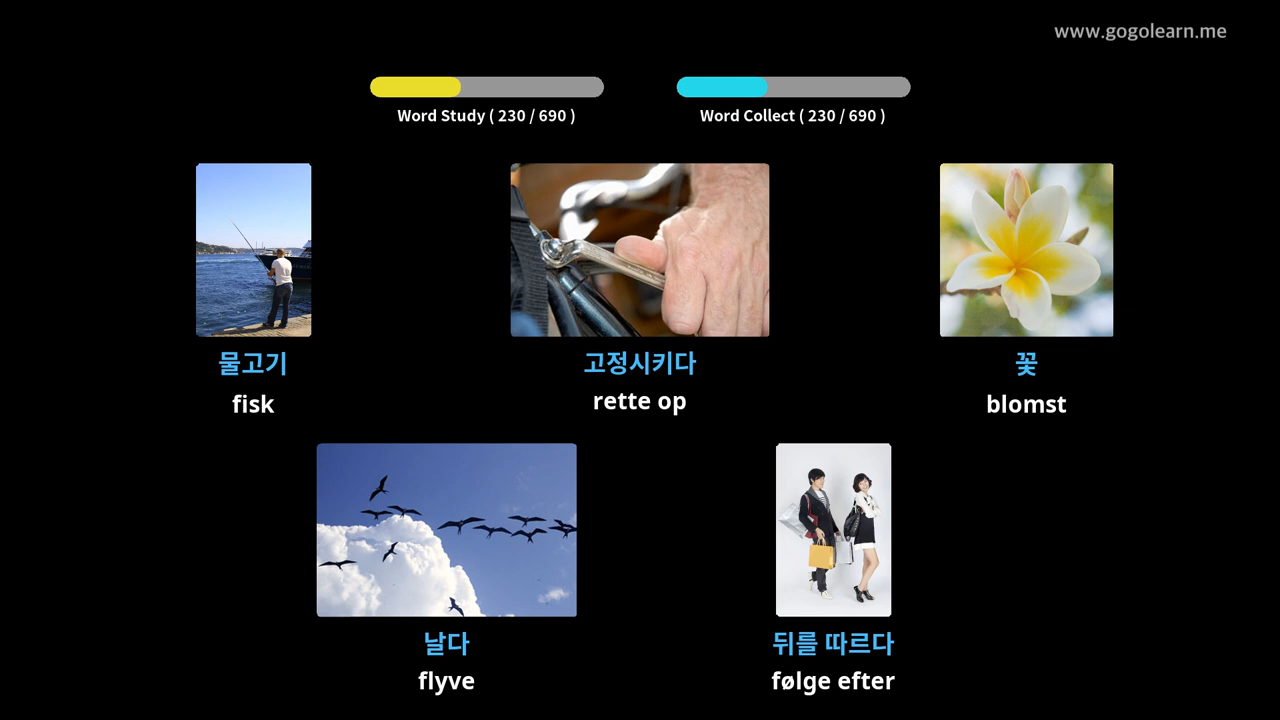 www.gogolearn.me
Word Study ( 230 / 690 )
Word Collect ( 230 / 690 )
물고기
fisk
고정시키다
rette op
꽃
blomst
날다
flyve
뒤를 따르다
følge efter